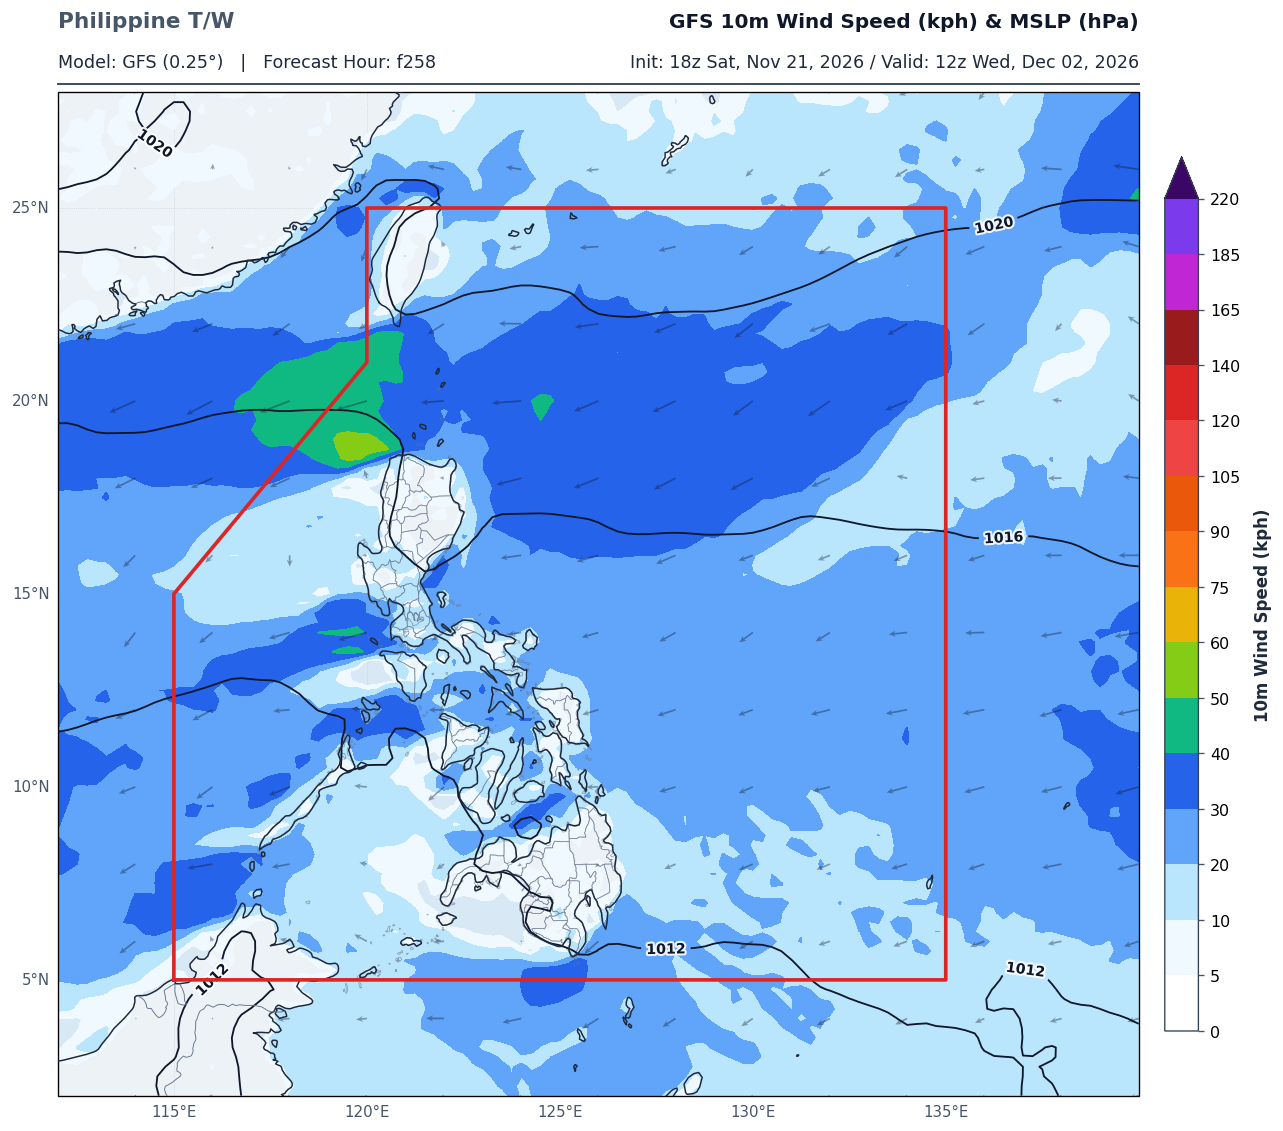 Philippine T/W
GFS 10m Wind Speed (kph) & MSLP (hPa)
Model: GFS (0.25°)   |   Forecast Hour: f258
Init: 18z Sat, Nov 21, 2026 / Valid: 12z Wed, Dec 02, 2026
1020
1020
1016
1012
1012
1012
25°N
20°N
15°N
10°N
5°N
115°E
120°E
125°E
130°E
135°E
220
185
165
140
120
105
90
75
60
50
40
30
20
10
5
0
10m Wind Speed (kph)